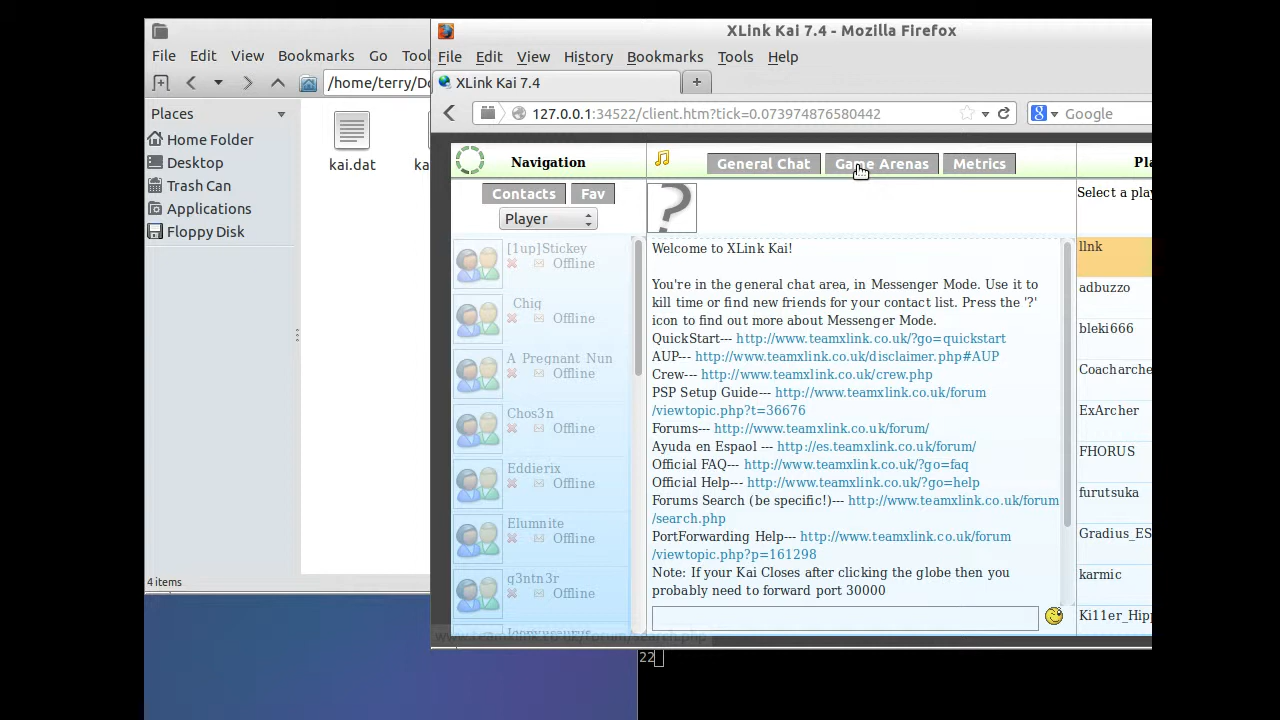 File Edit View Bookmarks Go
/home/terry/
Places
Home Folder
Desktop
Trash Can
Applications
Floppy Disk
kai.dat
4 items
XLink Kai 7.4 - Mozilla Firefox
File Edit View History Bookmarks Tools Help
XLink Kai 7.4
127.0.0.1:34522/client.htm?tick=0.073974876580442
Google
Navigation
General Chat Game Arenas Metrics
Contacts Fav
Player
[1up]Stickey
Offline
Chig
Offline
A Pregnant Nun
Offline
Chos3n
Offline
Eddierix
Offline
Elumnite
Offline
g3ntn3r
Offline
Welcome to XLink Kai!
You're in the general chat area, in Messenger Mode. Use it to
kill time or find new friends for your contact list. Press the '?'
icon to find out more about Messenger Mode.
QuickStart--- http://www.teamxlink.co.uk/?go=quickstart
AUP--- http://www.teamxlink.co.uk/disclaimer.php#AUP
Crew--- http://www.teamxlink.co.uk/crew.php
PSP Setup Guide--- http://www.teamxlink.co.uk/forum
/viewtopic.php?t=36676
Forums--- http://www.teamxlink.co.uk/forum/
Ayuda en Espaol --- http://es.teamxlink.co.uk/forum/
Official FAQ--- http://www.teamxlink.co.uk/?go=faq
Official Help--- http://www.teamxlink.co.uk/?go=help
Forums Search (be specific!)--- http://www.teamxlink.co.uk/forum
/search.php
PortForwarding Help--- http://www.teamxlink.co.uk/forum
/viewtopic.php?p=161298
Note: If your Kai Closes after clicking the globe then you
probably need to forward port 30000
www.teamxlink.co.uk/forum/search.php
Select a
llnk
adbuzzo
bleki666
Coacharche
ExArcher
FHORUS
furutsuka
Gradius_ES
karmic
Ki11er_Hipp
22